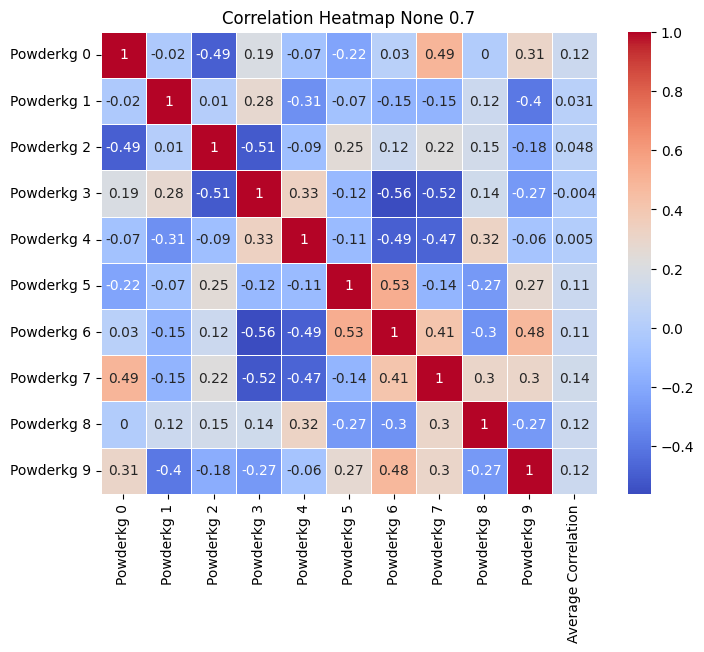 Correlation Heatmap None 0.7
Powderkg 0 1 -0.02 -0.49 0.19 -0.07 -0.22 0.03 0.49 0 0.31 0.12
Powderkg 1 -0.02 1 0.01 0.28 -0.31 -0.07 -0.15 -0.15 0.12 -0.4 0.031
Powderkg 2 -0.49 0.01 1 -0.51 -0.09 0.25 0.12 0.22 0.15 -0.18 0.048
Powderkg 3 0.19 0.28 -0.51 1 0.33 -0.12 -0.56 -0.52 0.14 -0.27 -0.004
Powderkg 4 -0.07 -0.31 -0.09 0.33 1 -0.11 -0.49 -0.47 0.32 -0.06 0.005
Powderkg 5 -0.22 -0.07 0.25 -0.12 -0.11 1 0.53 -0.14 -0.27 0.27 0.11
Powderkg 6 0.03 -0.15 0.12 -0.56 -0.49 0.53 1 0.41 -0.3 0.48 0.11
Powderkg 7 0.49 -0.15 0.22 -0.52 -0.47 -0.14 0.41 1 0.3 0.3 0.14
Powderkg 8 0 0.12 0.15 0.14 0.32 -0.27 -0.3 0.3 1 -0.27 0.12
Powderkg 9 0.31 -0.4 -0.18 -0.27 -0.06 0.27 0.48 0.3 -0.27 1 0.12
Powderkg 0
Powderkg 1
Powderkg 2
Powderkg 3
Powderkg 4
Powderkg 5
Powderkg 6
Powderkg 7
Powderkg 8
Powderkg 9
Average Correlation
1.0
0.8
0.6
0.4
0.2
0.0
−0.2
−0.4